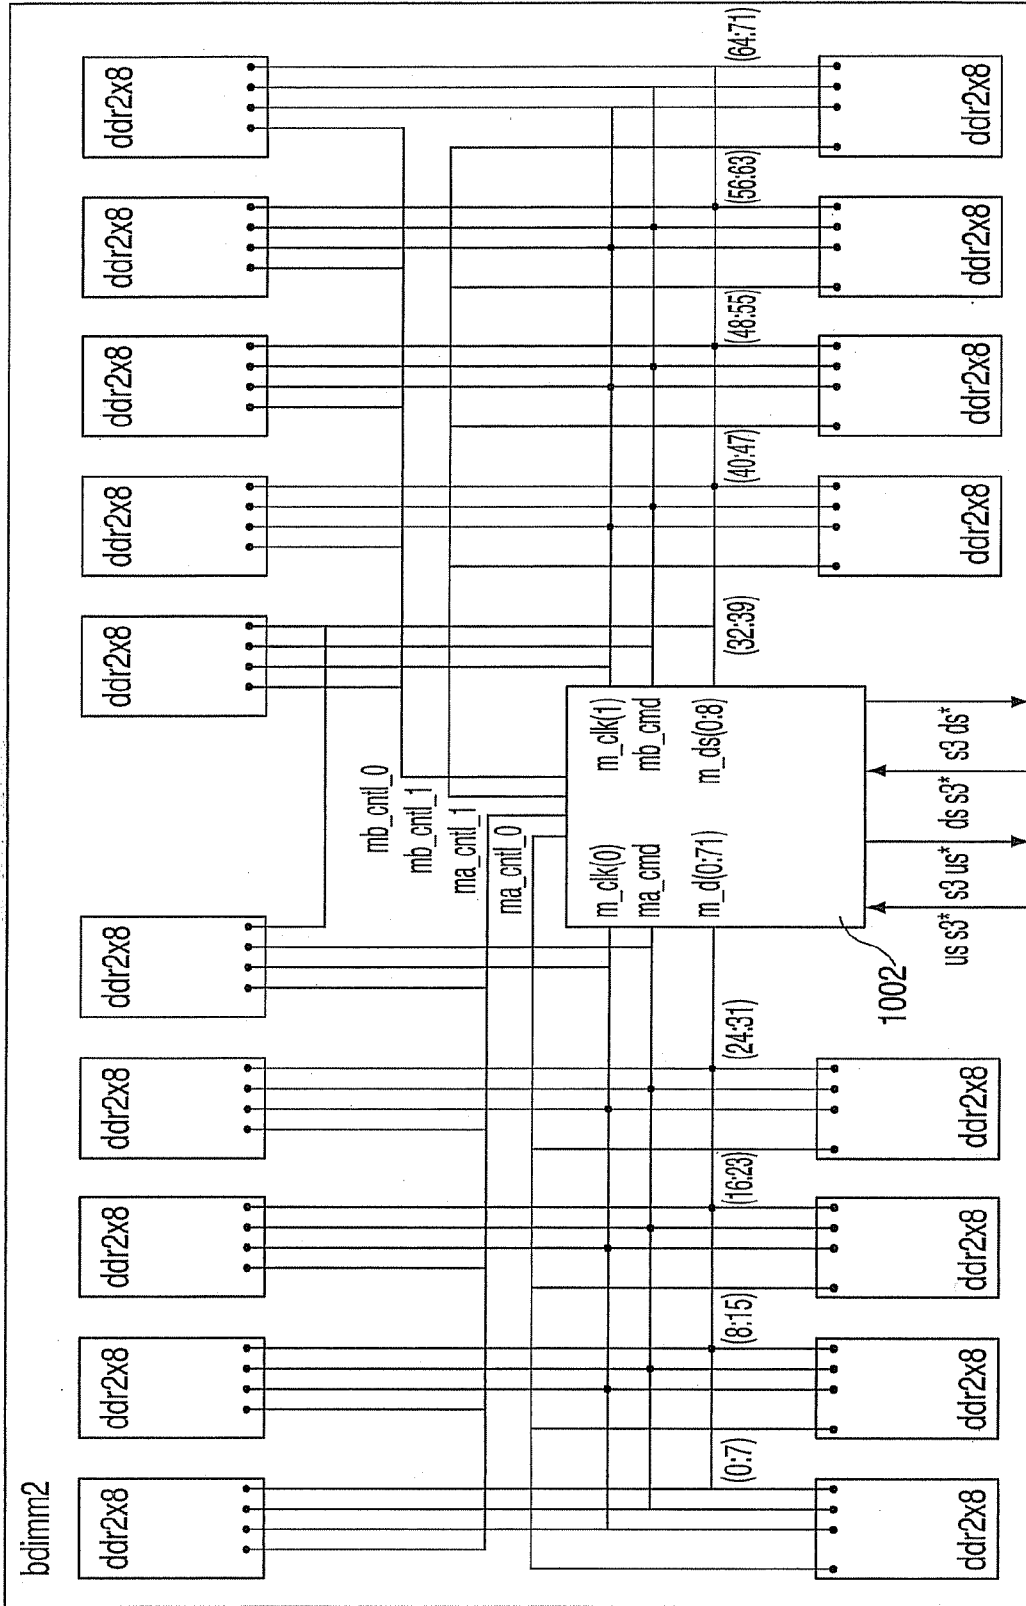 bdimm2
ddr2x8
ddr2x8
ddr2x8
ddr2x8
ddr2x8
ddr2x8
ddr2x8
ddr2x8
ddr2x8
ddr2x8
mb_cntl_0
mb_cntl_1
ma_cntl_1
ma_cntl_0
m_clk(0)
m_clk(1)
ma_cmd
mb_cmd
m_d(0:71)
m_ds(0:8)
(0:7)
(8:15)
(16:23)
(24:31)
(32:39)
(40:47)
(48:55)
(56:63)
(64:71)
1002
us s3*
s3 us*
ds s3*
s3 ds*
ddr2x8
ddr2x8
ddr2x8
ddr2x8
ddr2x8
ddr2x8
ddr2x8
ddr2x8